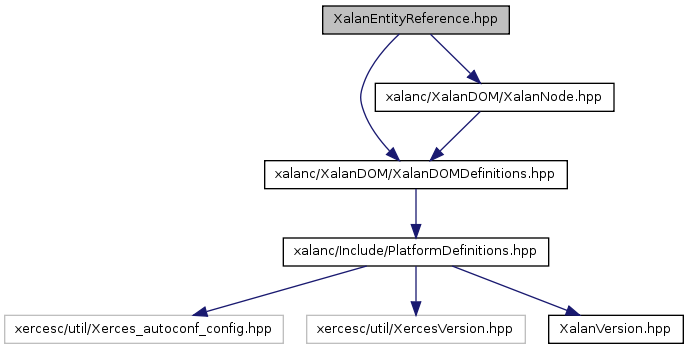 XalanEntityReference.hpp
xalanc/XalanDOM/XalanNode.hpp
xalanc/XalanDOM/XalanDOMDefinitions.hpp
xalanc/Include/PlatformDefinitions.hpp
xercesc/util/Xerces_autoconf_config.hpp
xercesc/util/XercesVersion.hpp
XalanVersion.hpp